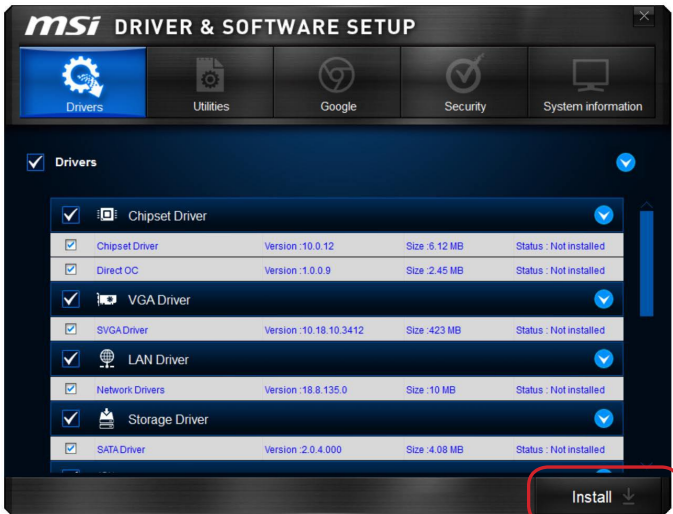 msi DRIVER & SOFTWARE SETUP
Drivers Utilities Google Security System information
Drivers
Chipset Driver
Chipset Driver Version :10.0.12 Size :6.12 MB Status : Not installed
Direct OC Version :1.0.0.9 Size :2.45 MB Status : Not installed
VGA Driver
SVGADriver Version :10.18.10.3412 Size :423 MB Status : Not installed
LAN Driver
Network Drivers Version :18.8.135.0 Size :10 MB Status : Not installed
Storage Driver
SATADriver Version :2.0.4.000 Size :4.08 MB Status : Not installed
Install